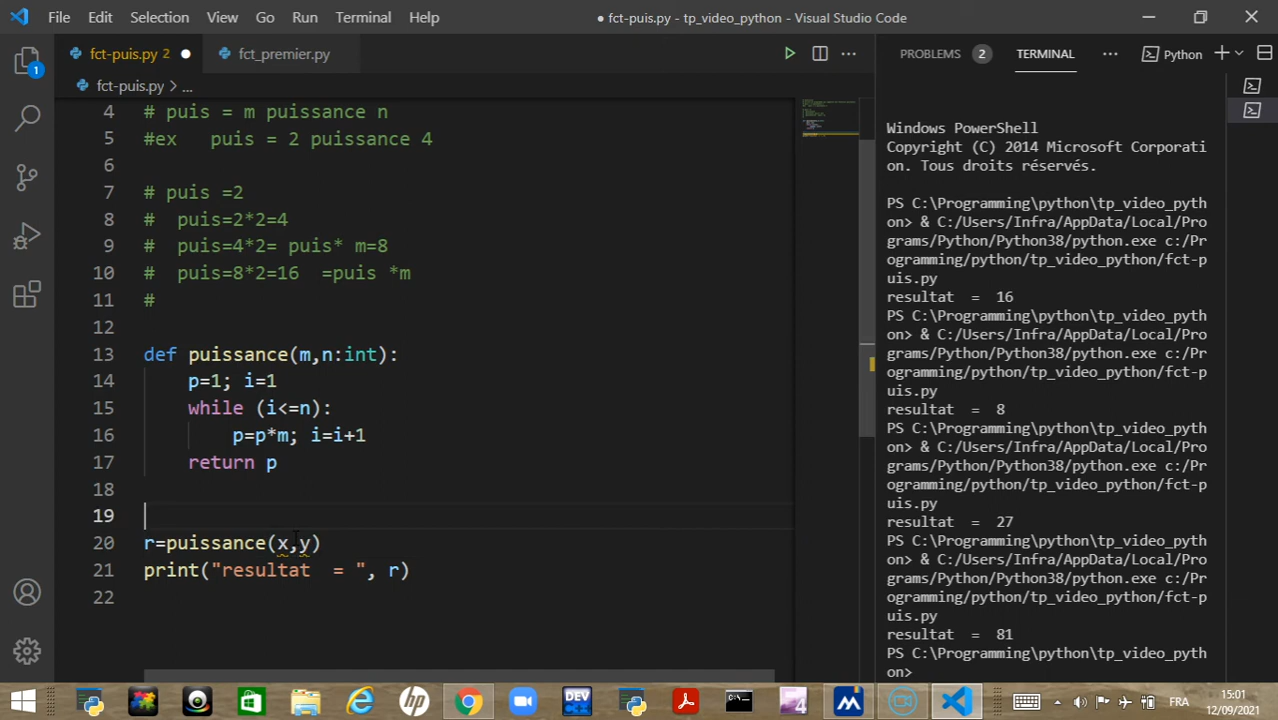 File Edit Selection View Go Run Terminal Help
● fct-puis.py - tp_video_python - Visual Studio Code
fct-puis.py 2 ●
fct_premier.py
PROBLEMS 2 TERMINAL ... Python
1
fct-puis.py > ...
4 # puis = m puissance n
5 #ex puis = 2 puissance 4
6
7 # puis =2
8 # puis=2*2=4
9 # puis=4*2= puis* m=8
10 # puis=8*2=16 =puis *m
11 #
12
13 def puissance(m,n:int):
14 p=1; i=1
15 while (i<=n):
16 p=p*m; i=i+1
17 return p
18
19
20 r=puissance(x,y)
21 print("resultat = ", r)
22
Windows PowerShell
Copyright (C) 2014 Microsoft Corporati
on. Tous droits réservés.
PS C:\Programming\python\tp_video_pyth
on> & C:/Users/Infra/AppData/Local/Pro
grams/Python/Python38/python.exe c:/Pr
ogramming/python/tp_video_python/fct-p
uis.py
resultat = 16
PS C:\Programming\python\tp_video_pyth
on> & C:/Users/Infra/AppData/Local/Pro
grams/Python/Python38/python.exe c:/Pr
ogramming/python/tp_video_python/fct-p
uis.py
resultat = 8
PS C:\Programming\python\tp_video_pyth
on> & C:/Users/Infra/AppData/Local/Pro
grams/Python/Python38/python.exe c:/Pr
ogramming/python/tp_video_python/fct-p
uis.py
resultat = 27
PS C:\Programming\python\tp_video_pyth
on> & C:/Users/Infra/AppData/Local/Pro
grams/Python/Python38/python.exe c:/Pr
ogramming/python/tp_video_python/fct-p
uis.py
resultat = 81
PS C:\Programming\python\tp_video_pyth
on>
hp
DEV
4
FRA
15:01
12/09/2021